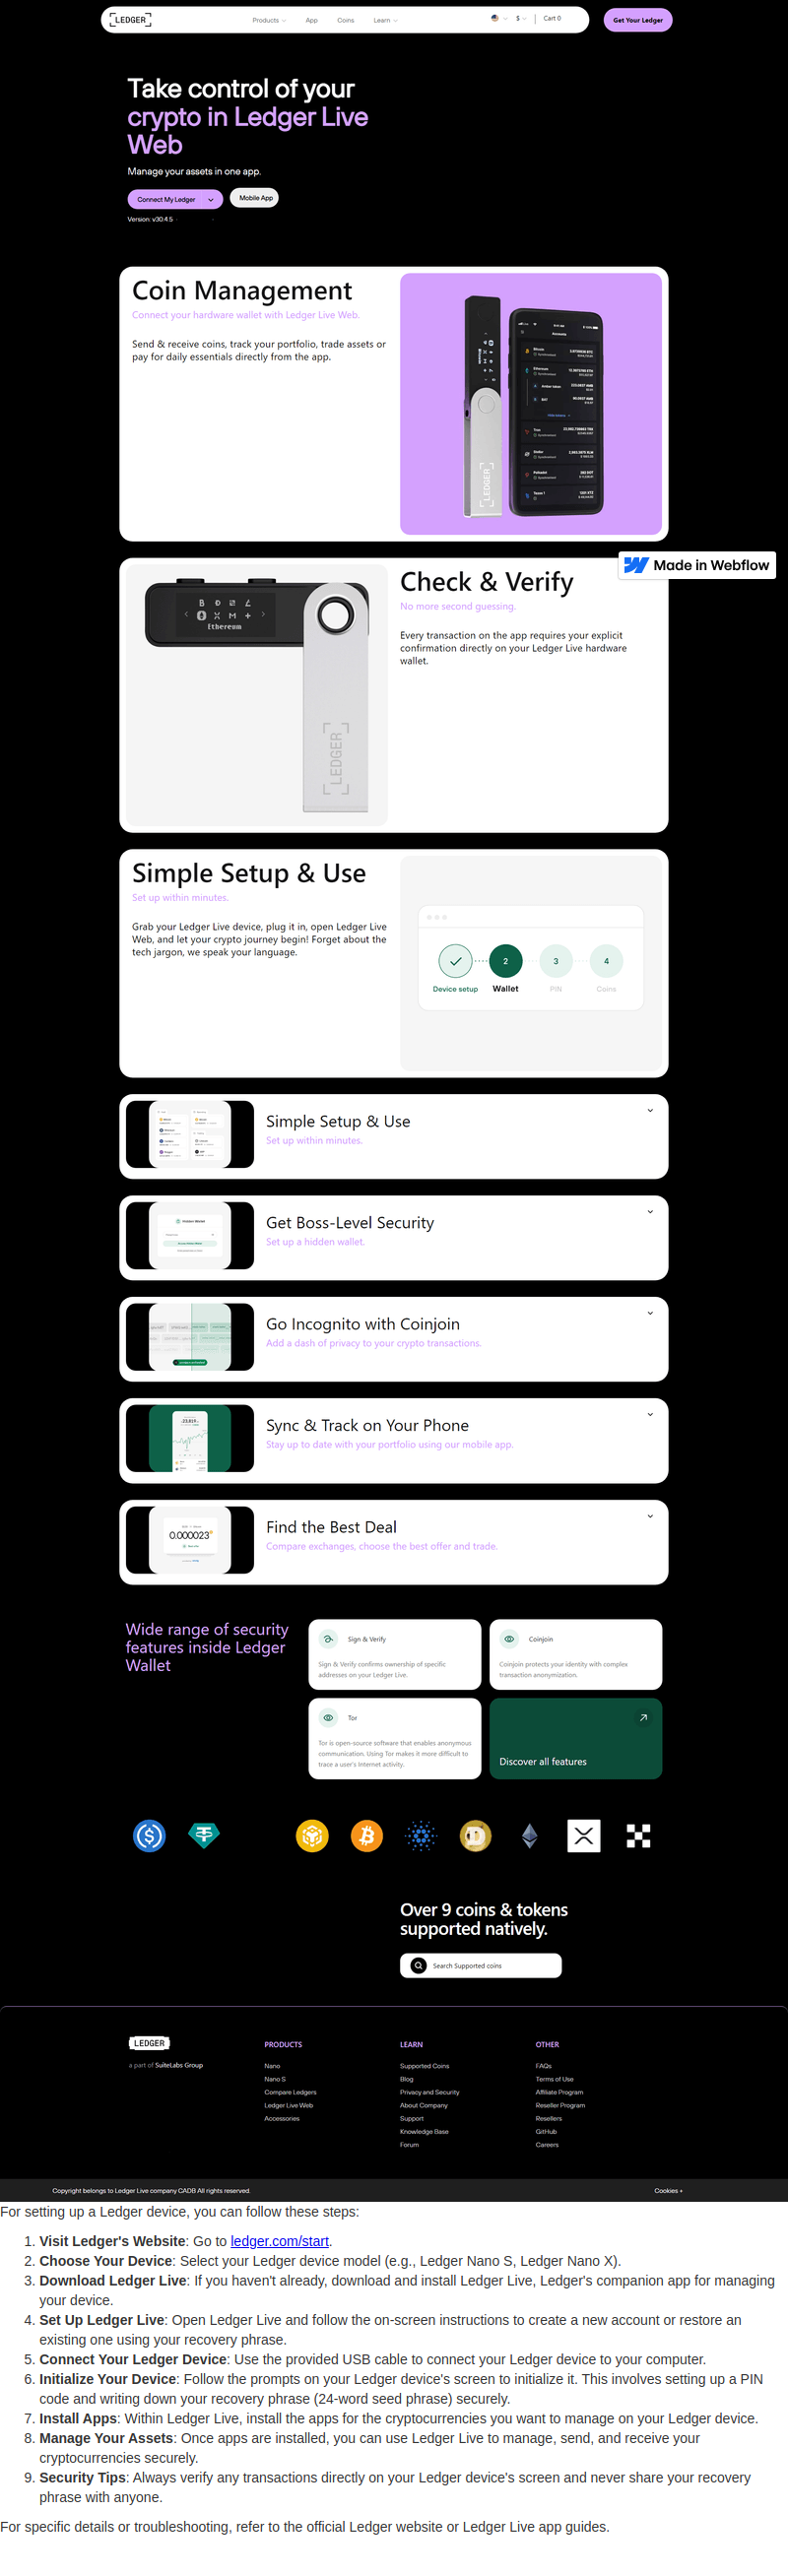 LEDGER
Products
App
Coins
Learn
$
Cart 0
Get Your Ledger
Take control of your
crypto in Ledger Live
Web
Manage your assets in one app.
Connect My Ledger
Mobile App
Version: v30.4.5
Coin Management
Connect your hardware wallet with Ledger Live Web.
Send & receive coins, track your portfolio, trade assets or
pay for daily essentials directly from the app.
LEDGER
Made in Webflow
Ethereum
LEDGER
Check & Verify
No more second guessing.
Every transaction on the app requires your explicit
confirmation directly on your Ledger Live hardware
wallet.
Simple Setup & Use
Set up within minutes.
Grab your Ledger Live device, plug it in, open Ledger Live
Web, and let your crypto journey begin! Forget about the
tech jargon, we speak your language.
2
3
4
Device setup
Wallet
PIN
Coins
Simple Setup & Use
Set up within minutes.
Get Boss-Level Security
Set up a hidden wallet.
Go Incognito with Coinjoin
Add a dash of privacy to your crypto transactions.
Sync & Track on Your Phone
Stay up to date with your portfolio using our mobile app.
0.000023
Find the Best Deal
Compare exchanges, choose the best offer and trade.
Wide range of security
features inside Ledger
Wallet
Sign & Verify
Sign & Verify confirms ownership of specific
addresses on your Ledger Live.
Coinjoin
Coinjoin protects your identity with complex
transaction anonymization.
Tor
Tor is open-source software that enables anonymous
communication. Using Tor makes it more difficult to
trace a user's Internet activity.
Discover all features
Over 9 coins & tokens
supported natively.
Search Supported coins
LEDGER
a part of SuiteLabs Group
PRODUCTS
Nano
Nano S
Compare Ledgers
Ledger Live Web
Accessories
LEARN
Supported Coins
Blog
Privacy and Security
About Company
Support
Knowledge Base
Forum
OTHER
FAQs
Terms of Use
Affiliate Program
Reseller Program
Resellers
GitHub
Careers
Copyright belongs to Ledger Live company CADB All rights reserved.
Cookies +
For setting up a Ledger device, you can follow these steps:
1. Visit Ledger's Website: Go to ledger.com/start.
2. Choose Your Device: Select your Ledger device model (e.g., Ledger Nano S, Ledger Nano X).
3. Download Ledger Live: If you haven't already, download and install Ledger Live, Ledger's companion app for managing
your device.
4. Set Up Ledger Live: Open Ledger Live and follow the on-screen instructions to create a new account or restore an
existing one using your recovery phrase.
5. Connect Your Ledger Device: Use the provided USB cable to connect your Ledger device to your computer.
6. Initialize Your Device: Follow the prompts on your Ledger device's screen to initialize it. This involves setting up a PIN
code and writing down your recovery phrase (24-word seed phrase) securely.
7. Install Apps: Within Ledger Live, install the apps for the cryptocurrencies you want to manage on your Ledger device.
8. Manage Your Assets: Once apps are installed, you can use Ledger Live to manage, send, and receive your
cryptocurrencies securely.
9. Security Tips: Always verify any transactions directly on your Ledger device's screen and never share your recovery
phrase with anyone.
For specific details or troubleshooting, refer to the official Ledger website or Ledger Live app guides.